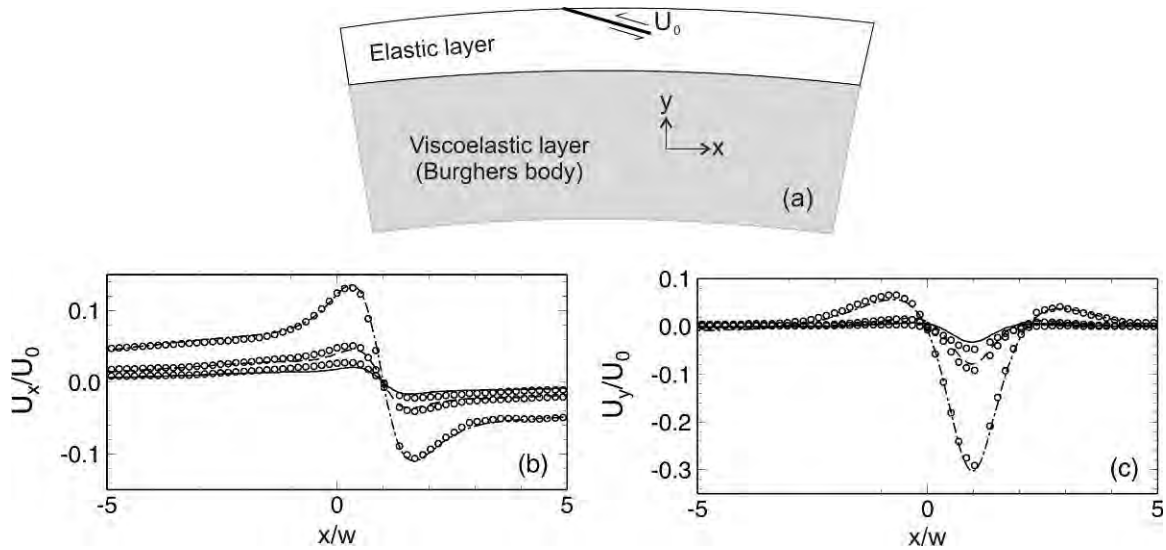 U₀
Elastic layer
y
x
Viscoelastic layer
(Burghers body)
(a)
0.1
0.0
-0.1
Uₓ/U₀
(b)
-5 0 5
x/w
0.1
0.0
-0.1
-0.2
-0.3
Uᵧ/U₀
(c)
-5 0 5
x/w